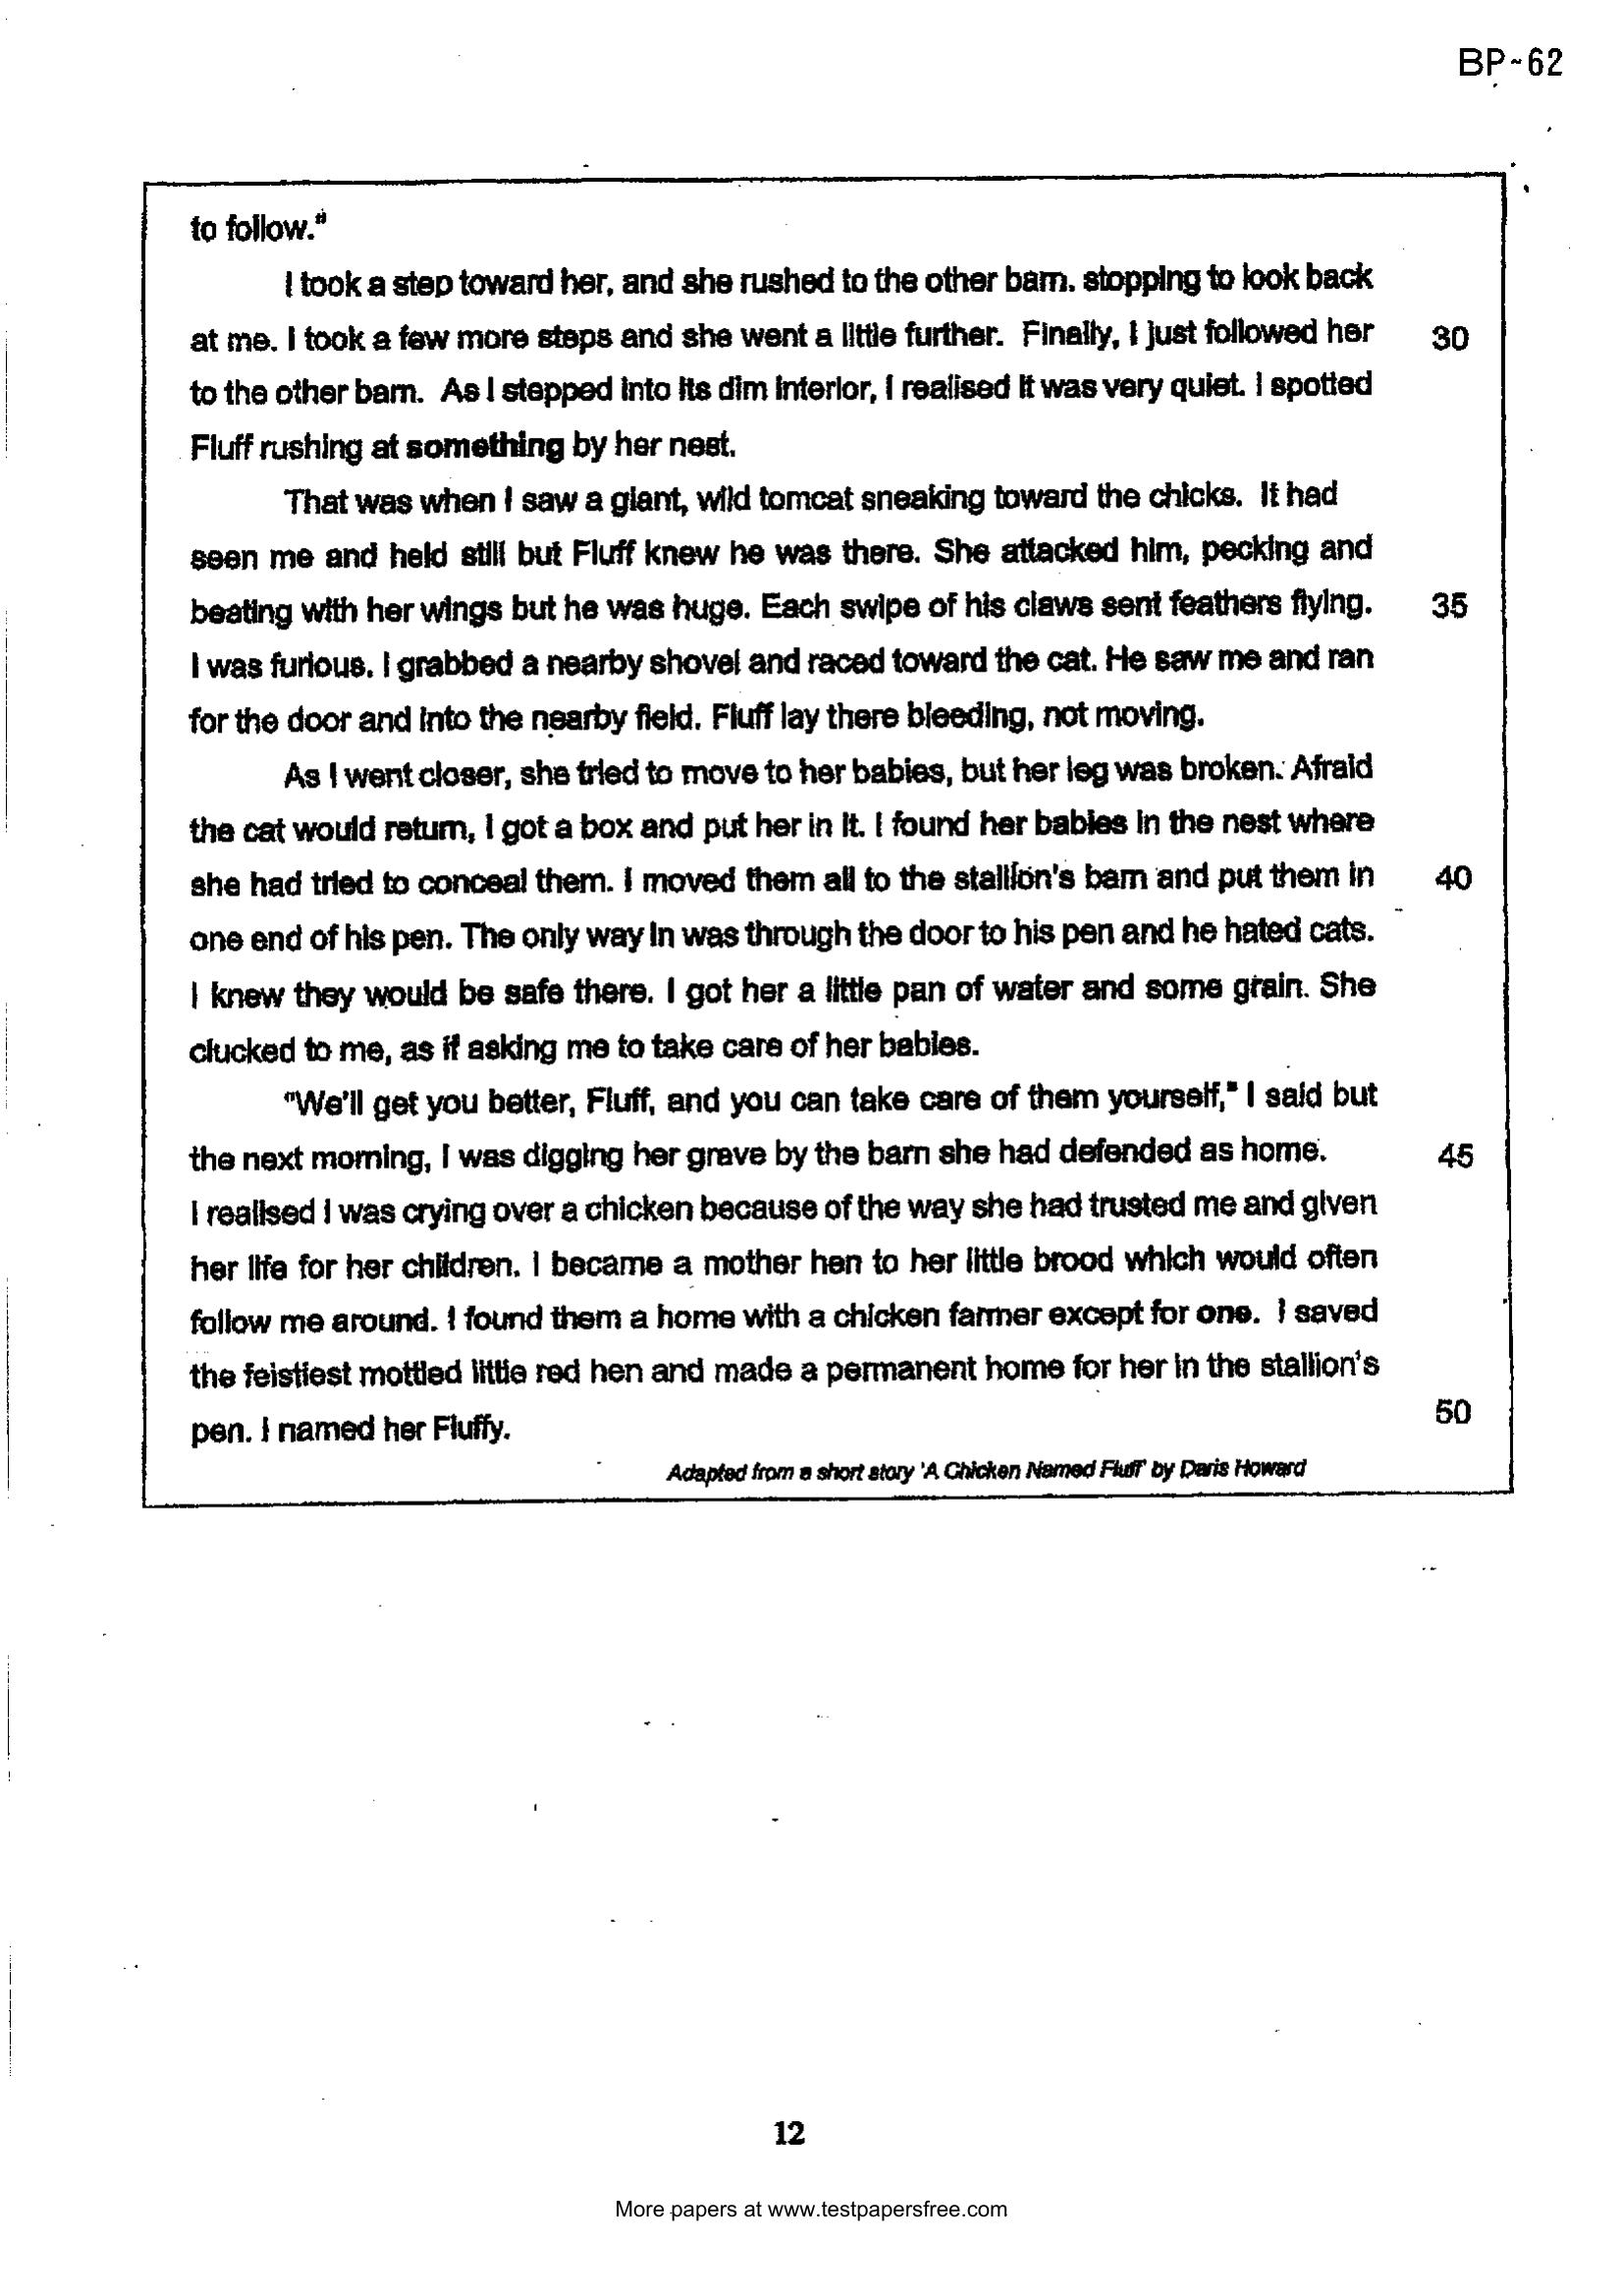 BP-62
to follow."
I took a step toward her, and she rushed to the other barn. stopping to look back
at me. I took a few more steps and she went a little further. Finally, I just followed her 30
to the other barn. As I stepped into its dim interior, I realised it was very quiet. I spotted
Fluff rushing at something by her nest.
That was when I saw a giant, wild tomcat sneaking toward the chicks. It had
seen me and held still but Fluff knew he was there. She attacked him, pecking and
beating with her wings but he was huge. Each swipe of his claws sent feathers flying. 35
I was furious. I grabbed a nearby shovel and raced toward the cat. He saw me and ran
for the door and into the nearby field. Fluff lay there bleeding, not moving.
As I went closer, she tried to move to her babies, but her leg was broken. Afraid
the cat would return, I got a box and put her in it. I found her babies in the nest where
she had tried to conceal them. I moved them all to the stallion's barn and put them in 40
one end of his pen. The only way in was through the door to his pen and he hated cats.
I knew they would be safe there. I got her a little pan of water and some grain. She
clucked to me, as if asking me to take care of her babies.
"We'll get you better, Fluff, and you can take care of them yourself," I said but
the next morning, I was digging her grave by the barn she had defended as home. 45
I realised I was crying over a chicken because of the way she had trusted me and given
her life for her children. I became a mother hen to her little brood which would often
follow me around. I found them a home with a chicken farmer except for one. I saved
the feistiest mottled little red hen and made a permanent home for her in the stallion's
pen. I named her Fluffy. 50
Adapted from a short story 'A Chicken Named Fluff' by Daris Howard
12
More papers at www.testpapersfree.com